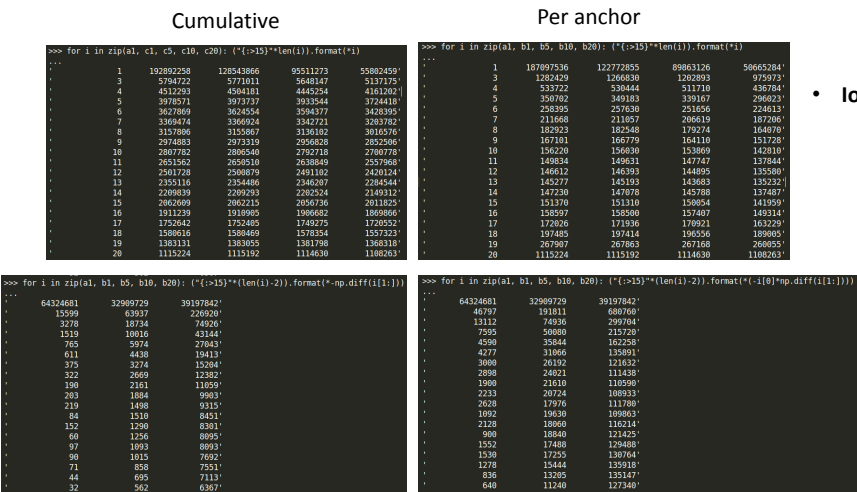 Cumulative
Per anchor
>>> for i in zip(a1, c1, c5, c10, c20): ("{:>15}"*len(i)).format(*i)
...
' 1 192892258 128543866 95511273 55802459'
' 3 5794722 5771011 5648147 5137175'
' 4 4512293 4504181 4445254 4161202'
' 5 3978571 3973737 3933544 3724418'
' 6 3627869 3624554 3594377 3428395'
' 7 3369474 3366924 3342721 3203782'
' 8 3157806 3155867 3136102 3016576'
' 9 2974883 2973319 2956828 2852506'
' 10 2807782 2806540 2792718 2700778'
' 11 2651562 2650510 2638849 2557968'
' 12 2501728 2500879 2491102 2420124'
' 13 2355116 2354486 2346207 2284544'
' 14 2209839 2209293 2202524 2149312'
' 15 2062609 2062215 2056736 2011825'
' 16 1911239 1910905 1906682 1869866'
' 17 1752642 1752405 1749275 1720552'
' 18 1580616 1580469 1578354 1557323'
' 19 1383131 1383055 1381798 1368318'
' 20 1115224 1115192 1114630 1108263'
>>> for i in zip(a1, b1, b5, b10, b20): ("{:>15}"*len(i)).format(*i)
...
' 1 187097536 122772855 89863126 50665284'
' 3 1282429 1266830 1202893 975973'
' 4 533722 530444 511710 436784'
' 5 350702 349183 339167 296023'
' 6 258395 257630 251656 224613'
' 7 211668 211057 206619 187206'
' 8 182923 182548 179274 164070'
' 9 167101 166779 164110 151728'
' 10 156220 156030 153869 142810'
' 11 149834 149631 147747 137844'
' 12 146612 146393 144895 135580'
' 13 145277 145193 143683 135232'
' 14 147230 147078 145788 137487'
' 15 151370 151310 150054 141959'
' 16 158597 158500 157407 149314'
' 17 172026 171936 170921 163229'
' 18 197485 197414 196556 189005'
' 19 267907 267863 267168 260055'
' 20 1115224 1115192 1114630 1108263'
• lo
>>> for i in zip(a1, b1, b5, b10, b20): ("{:>15}"*(len(i)-2)).format(*-np.diff(i[1:]))
...
' 64324681 32909729 39197842'
' 15599 63937 226920'
' 3278 18734 74926'
' 1519 10016 43144'
' 765 5974 27043'
' 611 4438 19413'
' 375 3274 15204'
' 322 2669 12382'
' 190 2161 11059'
' 203 1884 9903'
' 219 1498 9315'
' 84 1510 8451'
' 152 1290 8301'
' 60 1256 8095'
' 97 1093 8093'
' 90 1015 7692'
' 71 858 7551'
' 44 695 7113'
' 32 562 6367'
>>> for i in zip(a1, b1, b5, b10, b20): ("{:>15}"*(len(i)-2)).format(*(-i[0]*np.diff(i[1:])))
...
' 64324681 32909729 39197842'
' 46797 191811 680760'
' 13112 74936 299704'
' 7595 50080 215720'
' 4590 35844 162258'
' 4277 31066 135891'
' 3000 26192 121632'
' 2898 24021 111438'
' 1900 21610 110590'
' 2233 20724 108933'
' 2628 17976 111780'
' 1092 19630 109863'
' 2128 18060 116214'
' 900 18840 121425'
' 1552 17488 129488'
' 1530 17255 130764'
' 1278 15444 135918'
' 836 13205 135147'
' 640 11240 127340'